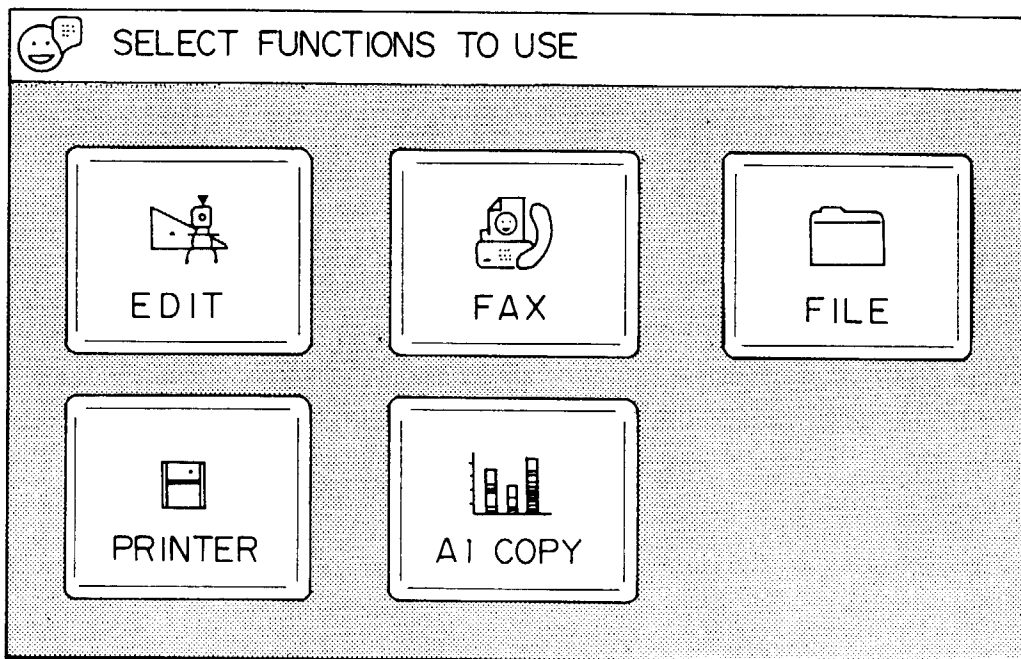 SELECT FUNCTIONS TO USE
EDIT
FAX
FILE
PRINTER
AI COPY